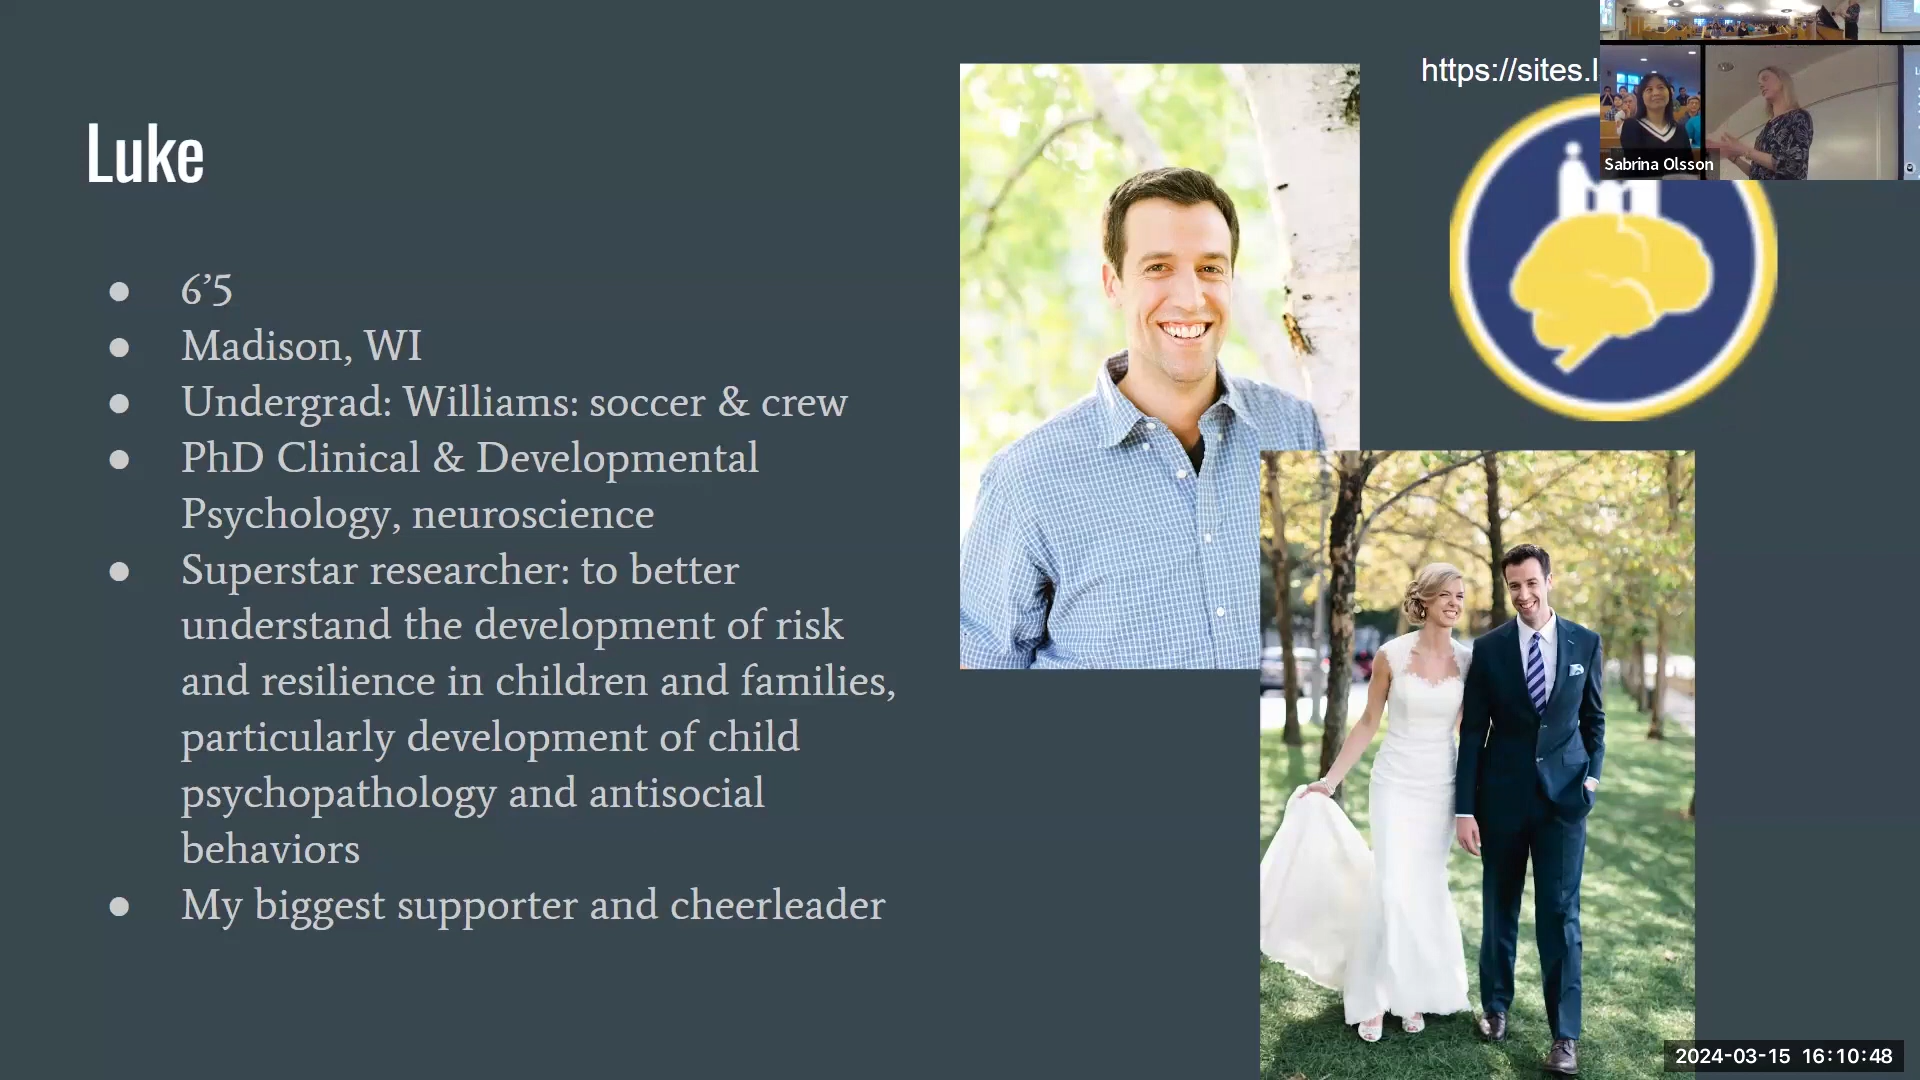 https://sites.l
Sabrina Olsson
Luke
● 6’5
● Madison, WI
● Undergrad: Williams: soccer & crew
● PhD Clinical & Developmental
Psychology, neuroscience
● Superstar researcher: to better
understand the development of risk
and resilience in children and families,
particularly development of child
psychopathology and antisocial
behaviors
● My biggest supporter and cheerleader
2024-03-15 16:10:48